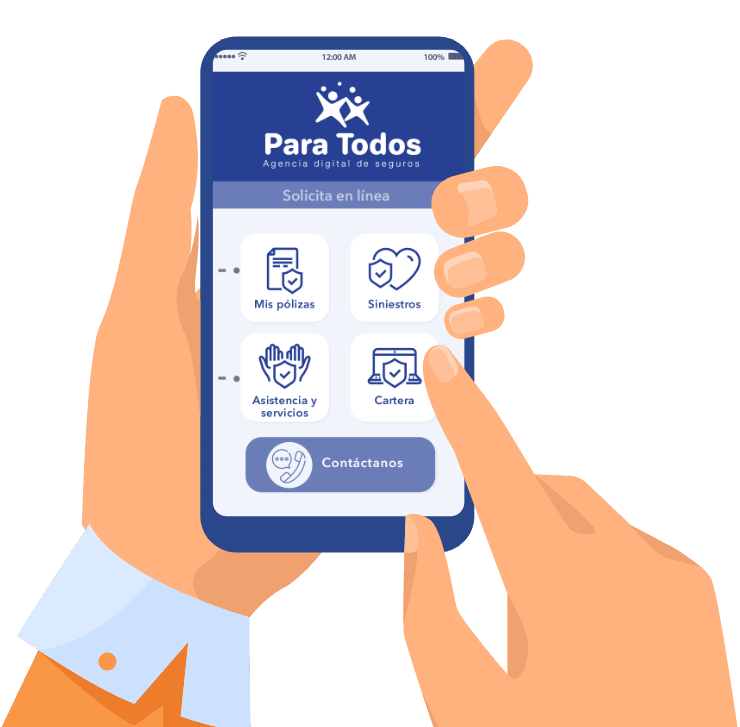 12:00 AM
100%
Para Todos
Agencia digital de seguros
Solicita en línea
Mis pólizas
Siniestros
Asistencia y
servicios
Cartera
Contáctanos